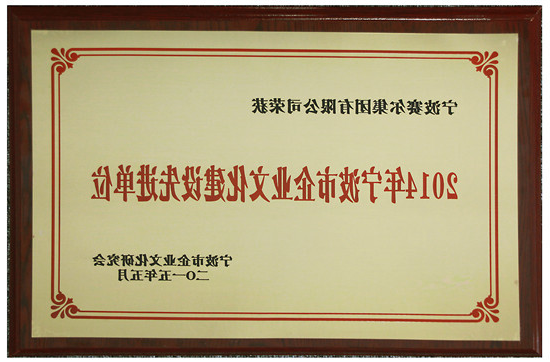 宁波赛尔集团有限公司荣获
2014年宁波市企业文化建设先进单位
宁波市企业文化研究会
二〇一五年五月